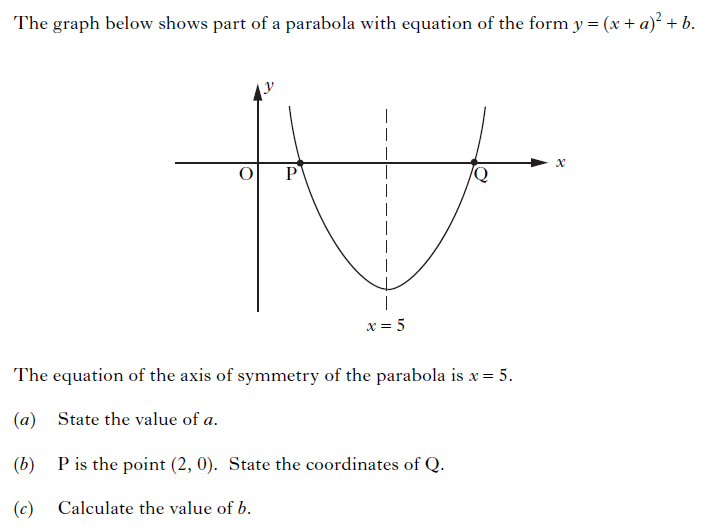 The graph below shows part of a parabola with equation of the form y = (x + a)² + b.
y
x
O
P
Q
x = 5
The equation of the axis of symmetry of the parabola is x = 5.
(a) State the value of a.
(b) P is the point (2, 0). State the coordinates of Q.
(c) Calculate the value of b.